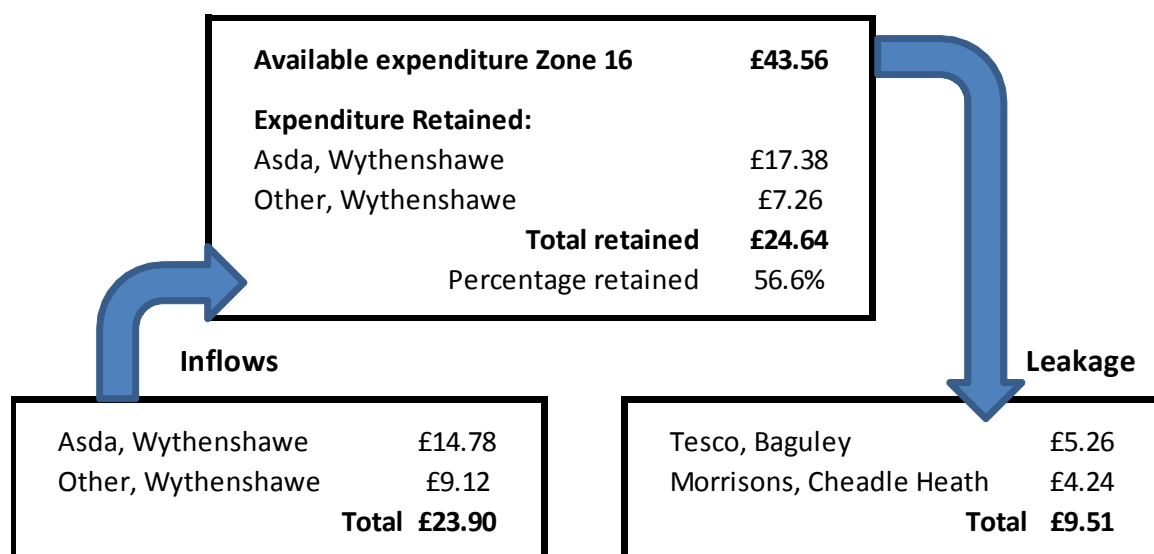 Available expenditure Zone 16 £43.56
Expenditure Retained:
Asda, Wythenshawe £17.38
Other, Wythenshawe £7.26
Total retained £24.64
Percentage retained 56.6%
Inflows
Leakage
Asda, Wythenshawe £14.78
Other, Wythenshawe £9.12
Total £23.90
Tesco, Baguley £5.26
Morrisons, Cheadle Heath £4.24
Total £9.51